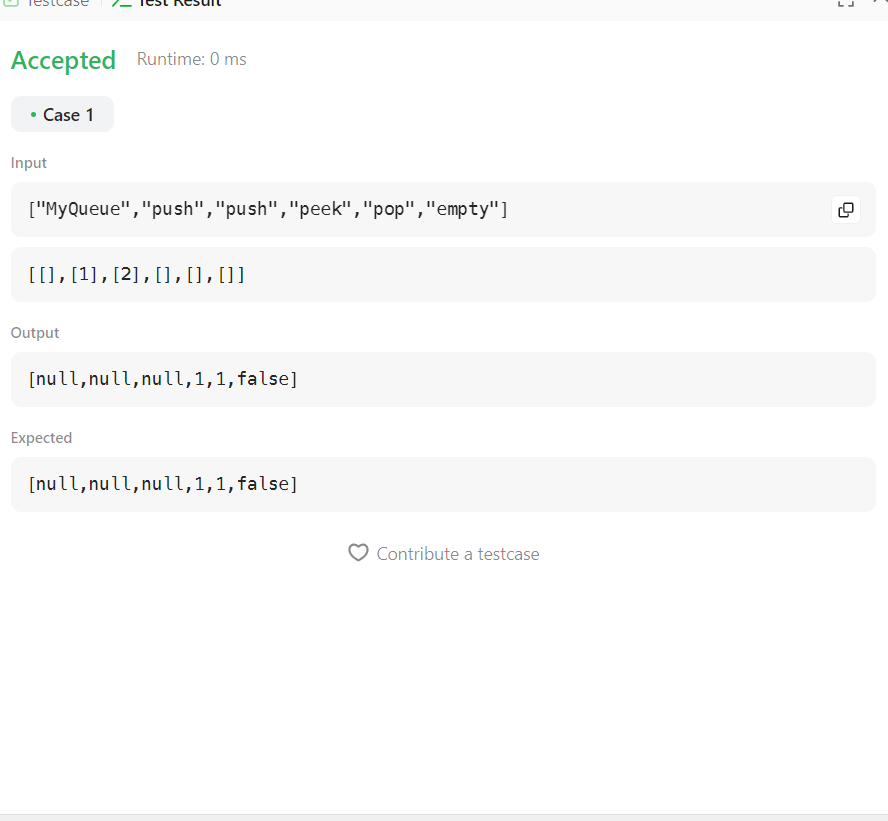 Testcase
Test Result
Accepted Runtime: 0 ms
• Case 1
Input
["MyQueue","push","push","peek","pop","empty"]
[[],[1],[2],[],[],[]]
Output
[null,null,null,1,1,false]
Expected
[null,null,null,1,1,false]
Contribute a testcase